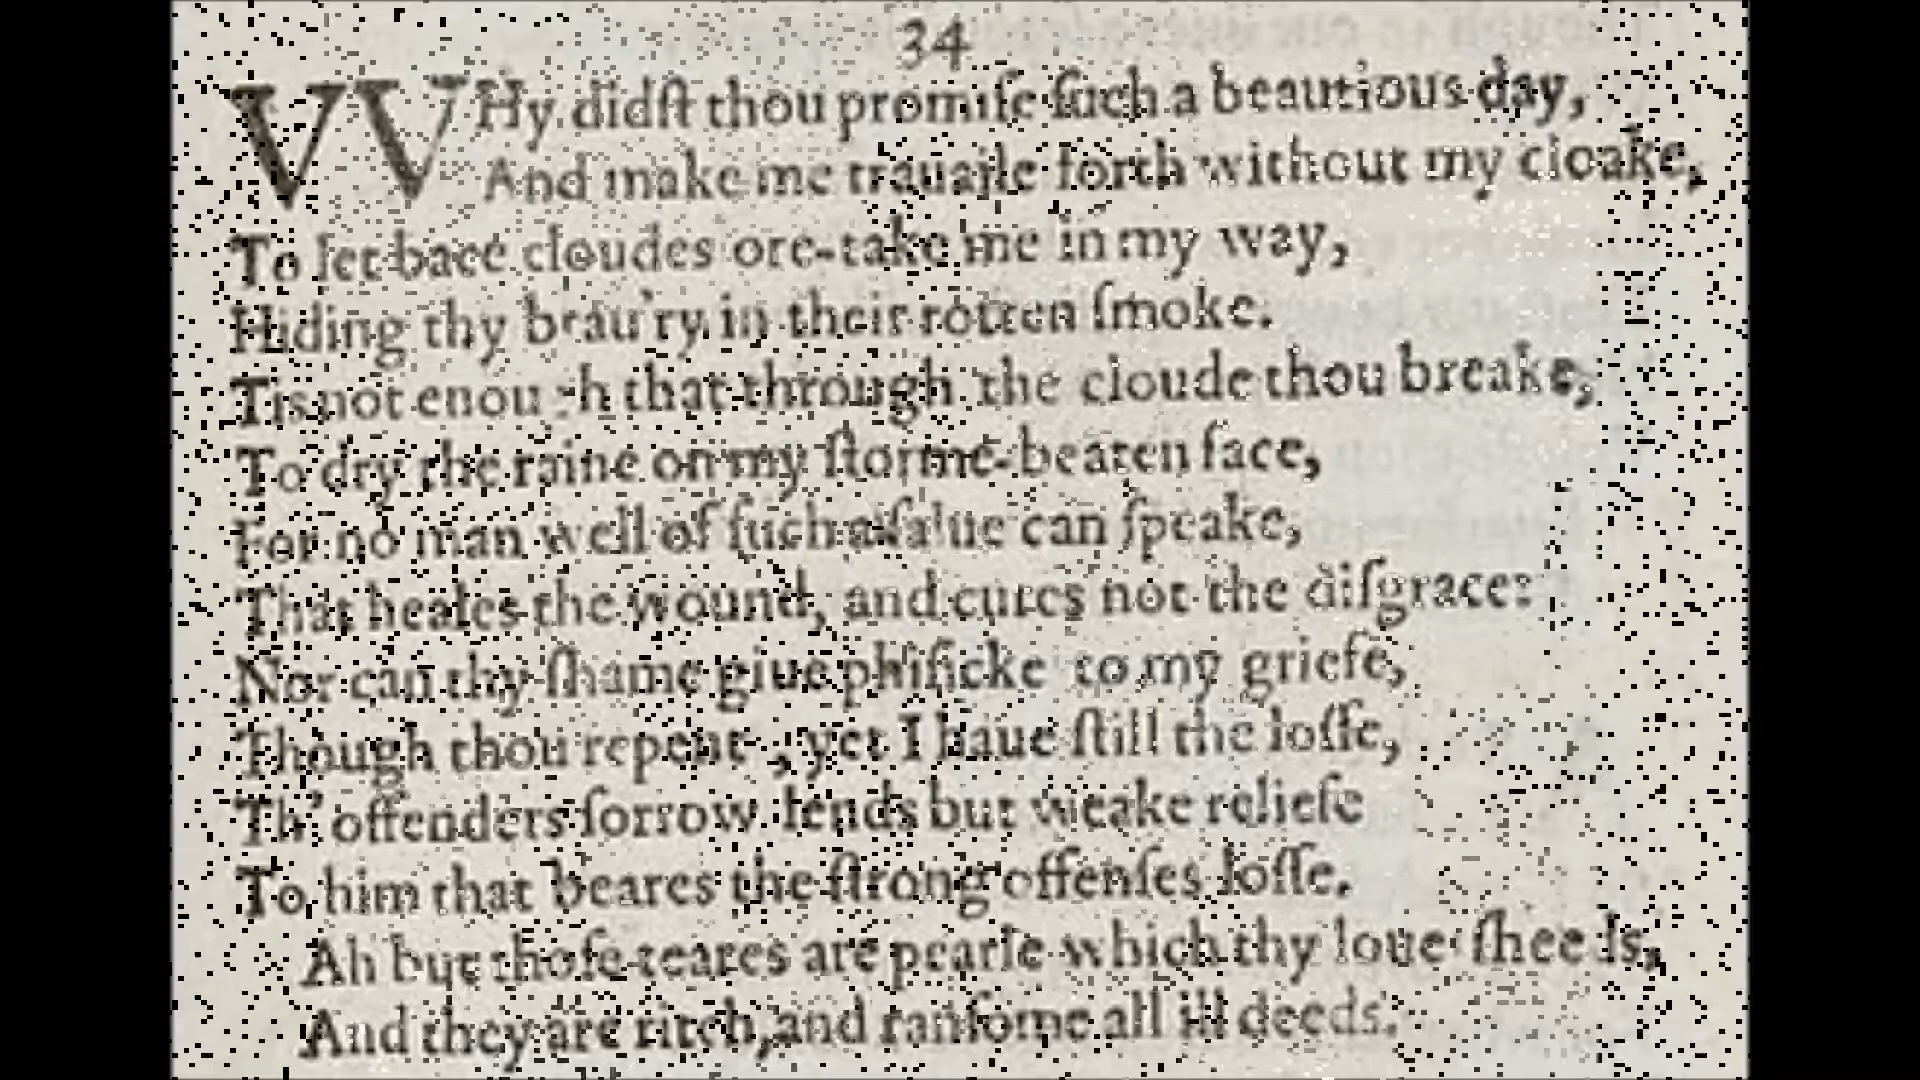 34
VVHy didſt thou promiſe ſuch a beautious day,
And make me trauaile forth without my cloake,
To let bace cloudes ore-take me in my way,
Hiding thy brau'ry in their rotten ſmoke.
Tis not enough that through the cloude thou breake,
To dry the raine on my ſtorme-beaten face,
For no man well of ſuch a ſalue can ſpeake,
That heales the wound, and cures not the diſgrace:
Nor can thy ſhame giue phiſicke to my griefe,
Though thou repent, yet I haue ſtill the loſſe,
Th' offenders ſorrow lends but weake reliefe
To him that beares the ſtrong offenſes loſſe.
Ah but thoſe teares are pearle which thy loue ſheeds,
And they are ritch, and ranſome all ill deeds.